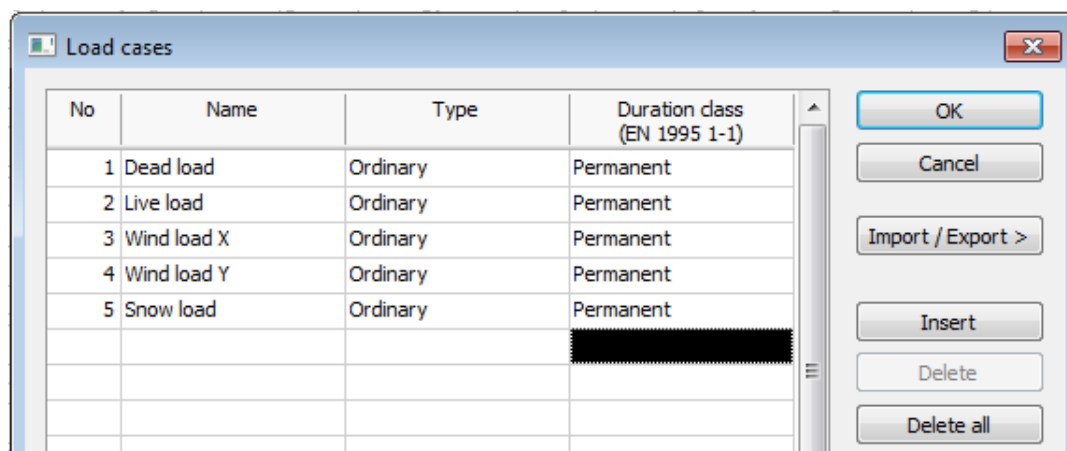 Load cases
No Name Type Duration class
(EN 1995 1-1)
OK
1 Dead load Ordinary Permanent
Cancel
2 Live load Ordinary Permanent
3 Wind load X Ordinary Permanent
Import / Export >
4 Wind load Y Ordinary Permanent
5 Snow load Ordinary Permanent
Insert
Delete
Delete all